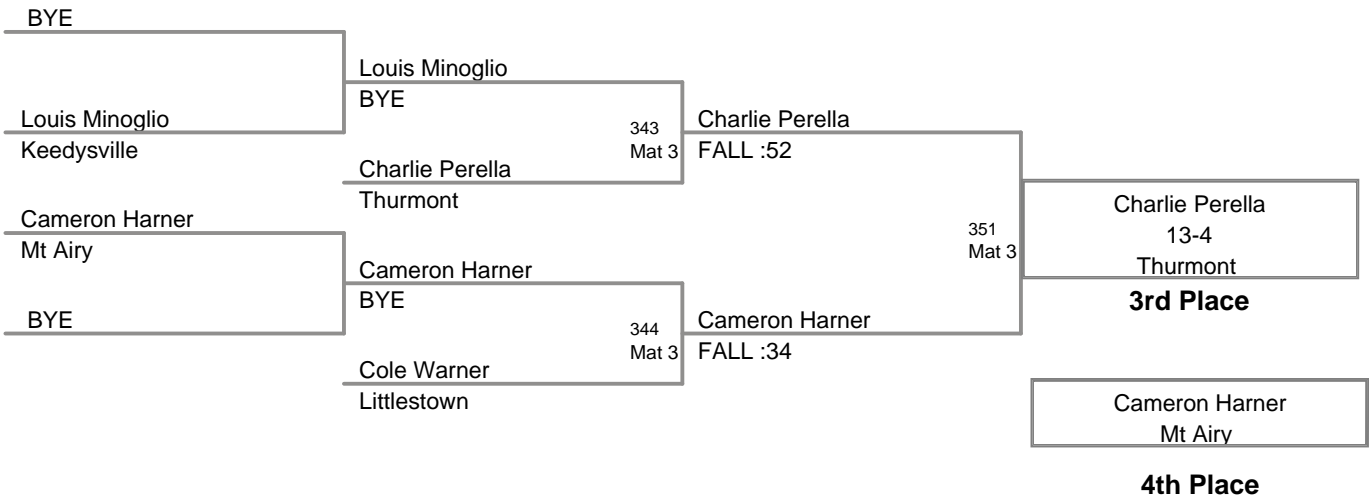 BYE
Louis Minoglio
BYE
Louis Minoglio
Keedysville
343
Mat 3
Charlie Perella
FALL :52
Charlie Perella
Thurmont
Cameron Harner
Mt Airy
351
Mat 3
Charlie Perella
13-4
Thurmont
3rd Place
Cameron Harner
BYE
BYE
344
Mat 3
Cameron Harner
FALL :34
Cole Warner
Littlestown
Cameron Harner
Mt Airy
4th Place